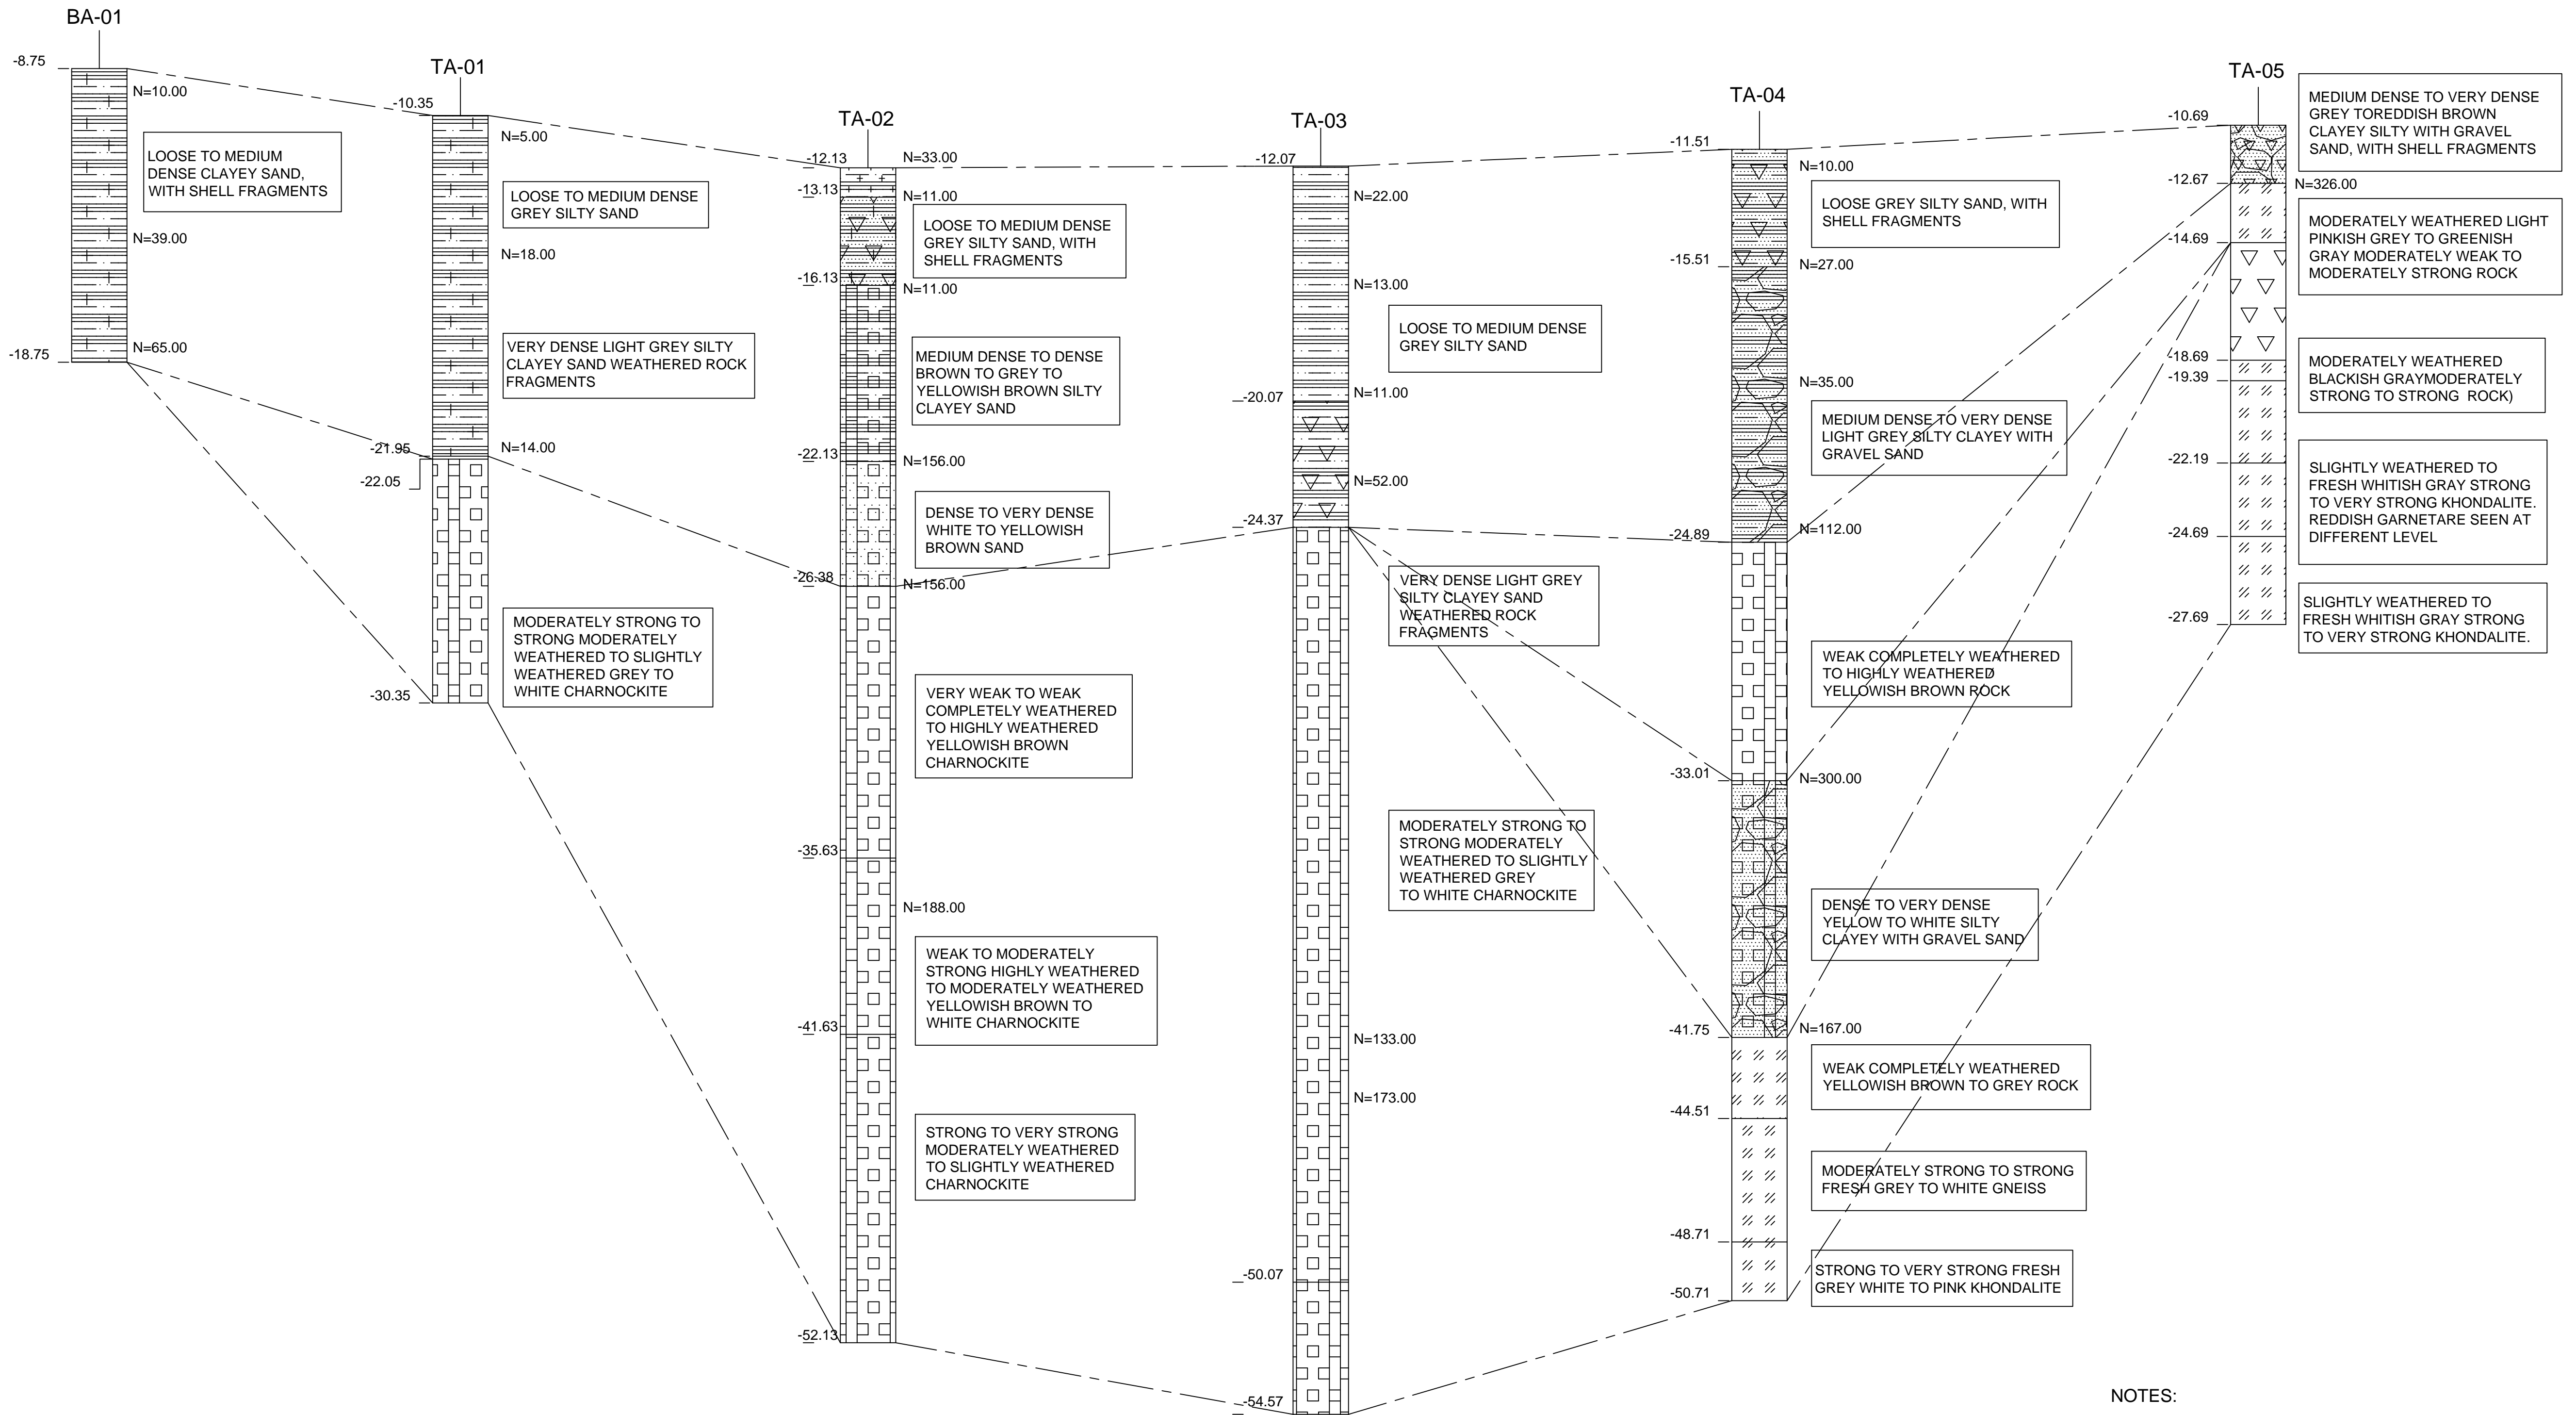 BA-01
-8.75
N=10.00
LOOSE TO MEDIUM
DENSE CLAYEY SAND,
WITH SHELL FRAGMENTS
N=39.00
N=65.00
-18.75
TA-01
-10.35
N=5.00
LOOSE TO MEDIUM DENSE
GREY SILTY SAND
N=18.00
VERY DENSE LIGHT GREY SILTY
CLAYEY SAND WEATHERED ROCK
FRAGMENTS
N=14.00
-21.95
-22.05
MODERATELY STRONG TO
STRONG MODERATELY
WEATHERED TO SLIGHTLY
WEATHERED GREY TO
WHITE CHARNOCKITE
-30.35
TA-02
-12.13
N=33.00
-13.13
N=11.00
LOOSE TO MEDIUM DENSE
GREY SILTY SAND, WITH
SHELL FRAGMENTS
-16.13
N=11.00
MEDIUM DENSE TO DENSE
BROWN TO GREY TO
YELLOWISH BROWN SILTY
CLAYEY SAND
-22.13
N=156.00
DENSE TO VERY DENSE
WHITE TO YELLOWISH
BROWN SAND
-26.38
N=156.00
VERY WEAK TO WEAK
COMPLETELY WEATHERED
TO HIGHLY WEATHERED
YELLOWISH BROWN
CHARNOCKITE
-35.63
N=188.00
WEAK TO MODERATELY
STRONG HIGHLY WEATHERED
TO MODERATELY WEATHERED
YELLOWISH BROWN TO
WHITE CHARNOCKITE
-41.63
STRONG TO VERY STRONG
MODERATELY WEATHERED
TO SLIGHTLY WEATHERED
CHARNOCKITE
-52.13
TA-03
-12.07
N=22.00
N=13.00
LOOSE TO MEDIUM DENSE
GREY SILTY SAND
N=11.00
-20.07
N=52.00
-24.37
VERY DENSE LIGHT GREY
SILTY CLAYEY SAND
WEATHERED ROCK
FRAGMENTS
MODERATELY STRONG TO
STRONG MODERATELY
WEATHERED TO SLIGHTLY
WEATHERED GREY
TO WHITE CHARNOCKITE
N=133.00
N=173.00
-50.07
-54.57
TA-04
-11.51
N=10.00
LOOSE GREY SILTY SAND, WITH
SHELL FRAGMENTS
-15.51
N=27.00
N=35.00
MEDIUM DENSE TO VERY DENSE
LIGHT GREY SILTY CLAYEY WITH
GRAVEL SAND
N=112.00
-24.89
WEAK COMPLETELY WEATHERED
TO HIGHLY WEATHERED
YELLOWISH BROWN ROCK
-33.01
N=300.00
DENSE TO VERY DENSE
YELLOW TO WHITE SILTY
CLAYEY WITH GRAVEL SAND
-41.75
N=167.00
WEAK COMPLETELY WEATHERED
YELLOWISH BROWN TO GREY ROCK
-44.51
MODERATELY STRONG TO STRONG
FRESH GREY TO WHITE GNEISS
-48.71
STRONG TO VERY STRONG FRESH
GREY WHITE TO PINK KHONDALITE
-50.71
TA-05
-10.69
MEDIUM DENSE TO VERY DENSE
GREY TOREDDISH BROWN
CLAYEY SILTY WITH GRAVEL
SAND, WITH SHELL FRAGMENTS
-12.67
N=326.00
MODERATELY WEATHERED LIGHT
PINKISH GREY TO GREENISH
GRAY MODERATELY WEAK TO
MODERATELY STRONG ROCK
-14.69
-18.69
-19.39
MODERATELY WEATHERED
BLACKISH GRAYMODERATELY
STRONG TO STRONG ROCK)
-22.19
SLIGHTLY WEATHERED TO
FRESH WHITISH GRAY STRONG
TO VERY STRONG KHONDALITE.
REDDISH GARNETARE SEEN AT
DIFFERENT LEVEL
-24.69
SLIGHTLY WEATHERED TO
FRESH WHITISH GRAY STRONG
TO VERY STRONG KHONDALITE.
-27.69
NOTES: